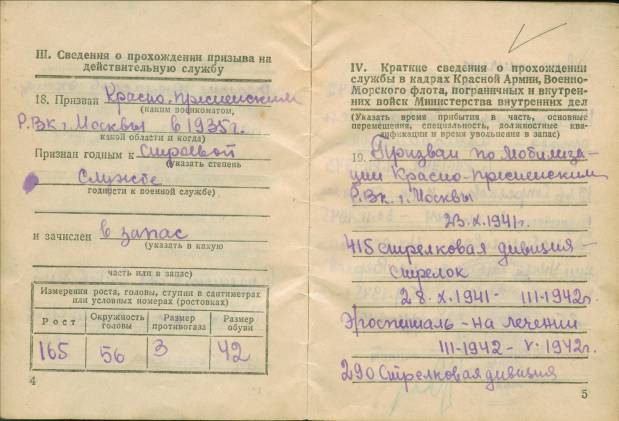 III. Сведения о прохождении призыва на
действительную службу
18. Призван Красно-Пресненским
(каким военкоматом,
Р.Вк г. Москвы в 1935г.
какой области и когда)
Признан годным к строевой
(указать степень
службе
годности к военной службе)
и зачислен в запас
(указать в какую
часть или в запас)
Измерения роста, головы, ступни в сантиметрах
или условных номерах (ростовках)
Рост
Окружность головы
Размер противогаза
Размер обуви
165 56 3 42
4
IV. Краткие сведения о прохождении
службы в кадрах Красной Армии, Военно-
Морского флота, пограничных и внутрен-
них войск Министерства внутренних дел
(Указать время прибытия в часть, основные
перемещения, специальность, должностные ква-
лификации и время увольнения в запас)
19. Призван по мобилиза-
ции Красно-Пресненским
Р.Вк. г. Москвы
23.X.1941г.
415 стрелковая дивизия-
стрелок
28.X.1941- III-1942г.
Эгоспиталь - на лечении
III-1942 - V.1942г.
290 Стрелковая дивизия
5